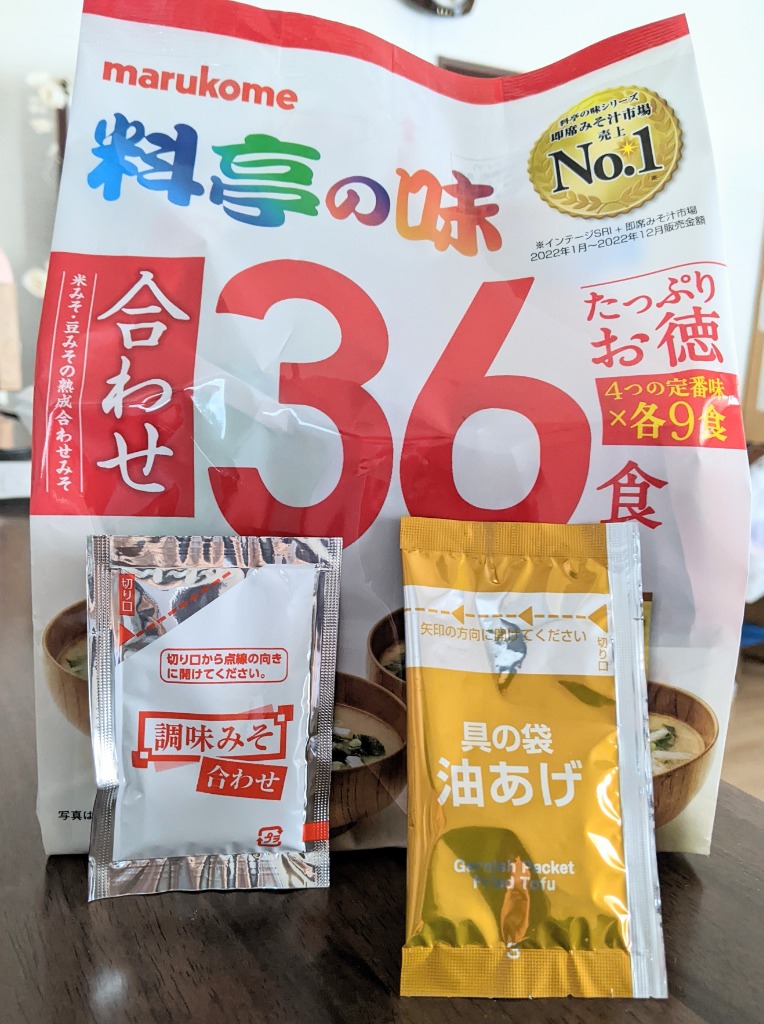 marukome
料亭の味
料亭の味シリーズ
即席みそ汁市場
売上
No.1
※インテージSRI+即席みそ汁市場
2022年1月〜2022年12月販売金額
合わせ
米みそ・豆みその熟成合わせみそ
36
食
たっぷり
お徳
4つの定番味
×各9食
切り口
切り口から点線の向き
に開けてください。
調味みそ
合わせ
プラ
写真は
矢印の方向に開けてください
切り口
具の袋
油あげ
Garnish Packet
Fried Tofu